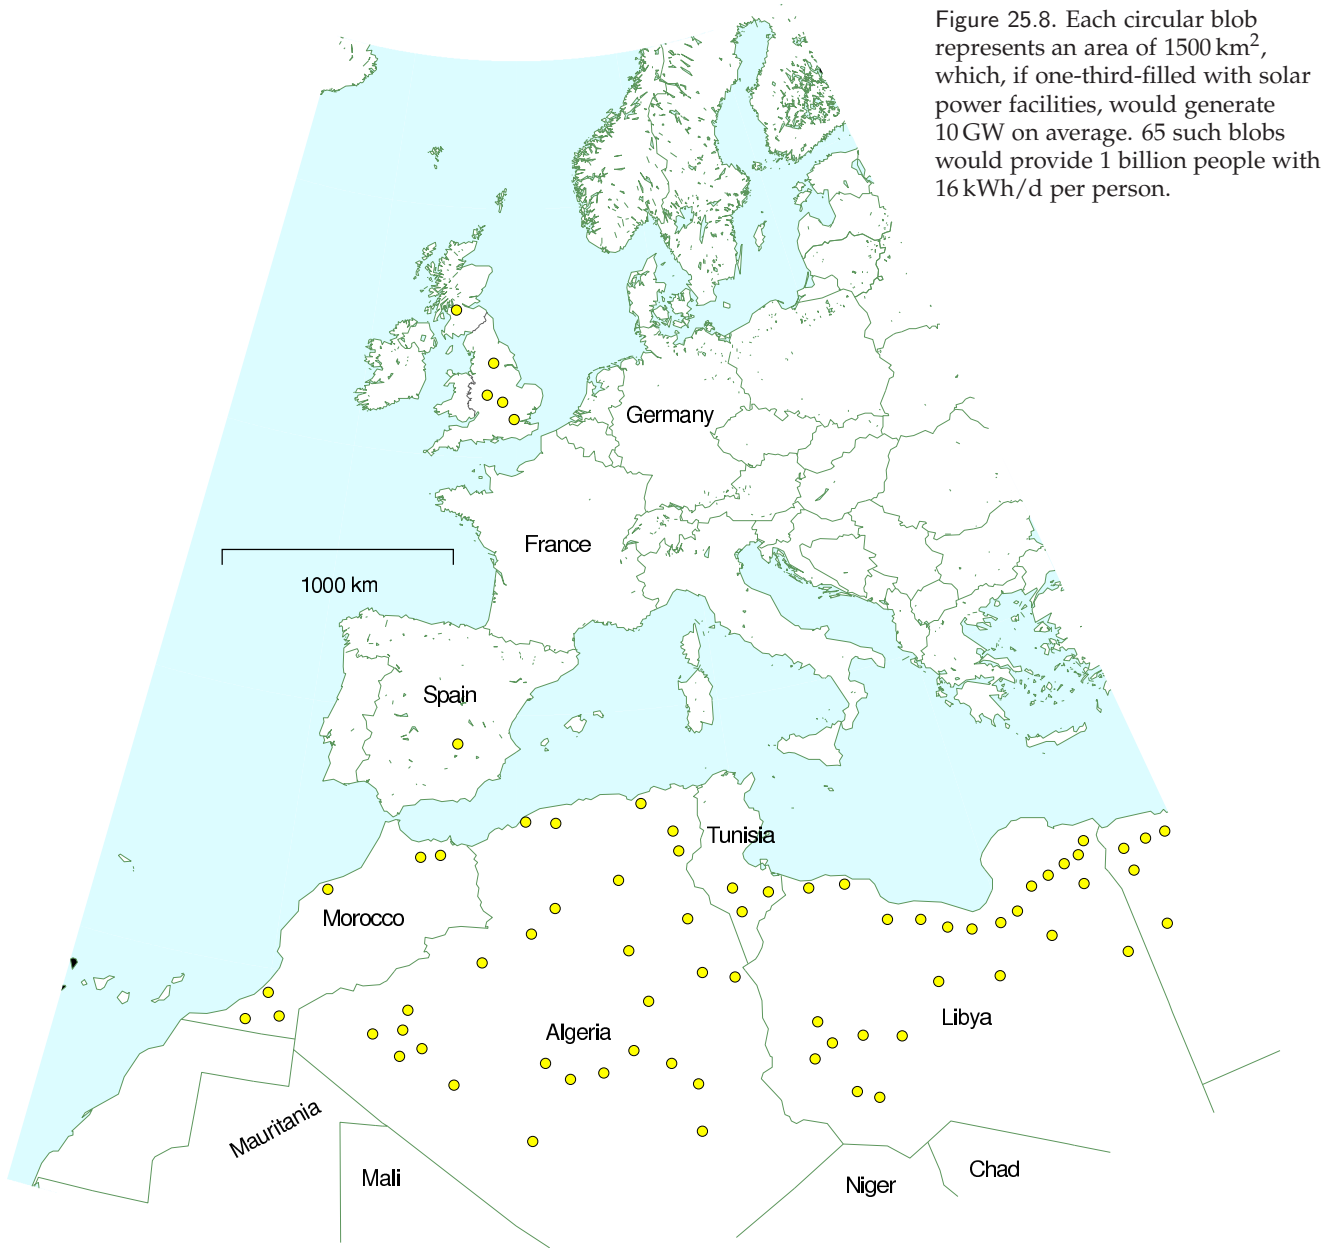 Figure 25.8. Each circular blob
represents an area of 1500 km²,
which, if one-third-filled with solar
power facilities, would generate
10 GW on average. 65 such blobs
would provide 1 billion people with
16 kWh/d per person.
Germany
France
1000 km
Spain
Tunisia
Morocco
Libya
Algeria
Mauritania
Mali
Chad
Niger